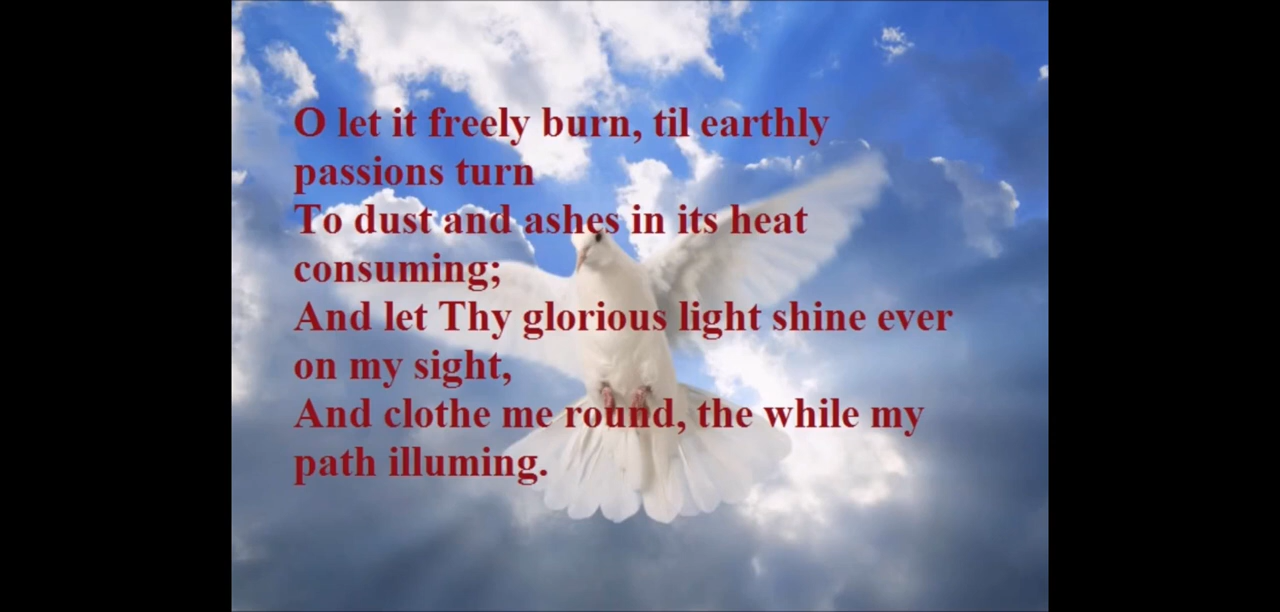 O let it freely burn, til earthly
passions turn
To dust and ashes in its heat
consuming;
And let Thy glorious light shine ever
on my sight,
And clothe me round, the while my
path illuming.